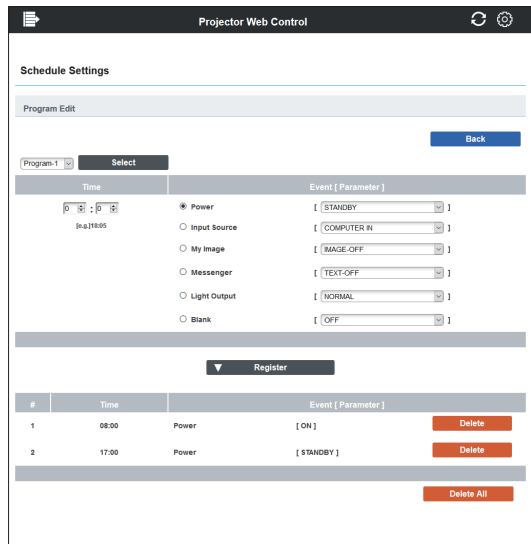 Projector Web Control
Schedule Settings
Program Edit
Back
Program-1 Select
Time Event [ Parameter ]
0 : 0 Power [ STANDBY ]
[e.g.]18:05 Input Source [ COMPUTER IN ]
My Image [ IMAGE-OFF ]
Messenger [ TEXT-OFF ]
Light Output [ NORMAL ]
Blank [ OFF ]
Register
# Time Event [ Parameter ]
1 08:00 Power [ ON ] Delete
2 17:00 Power [ STANDBY ] Delete
Delete All